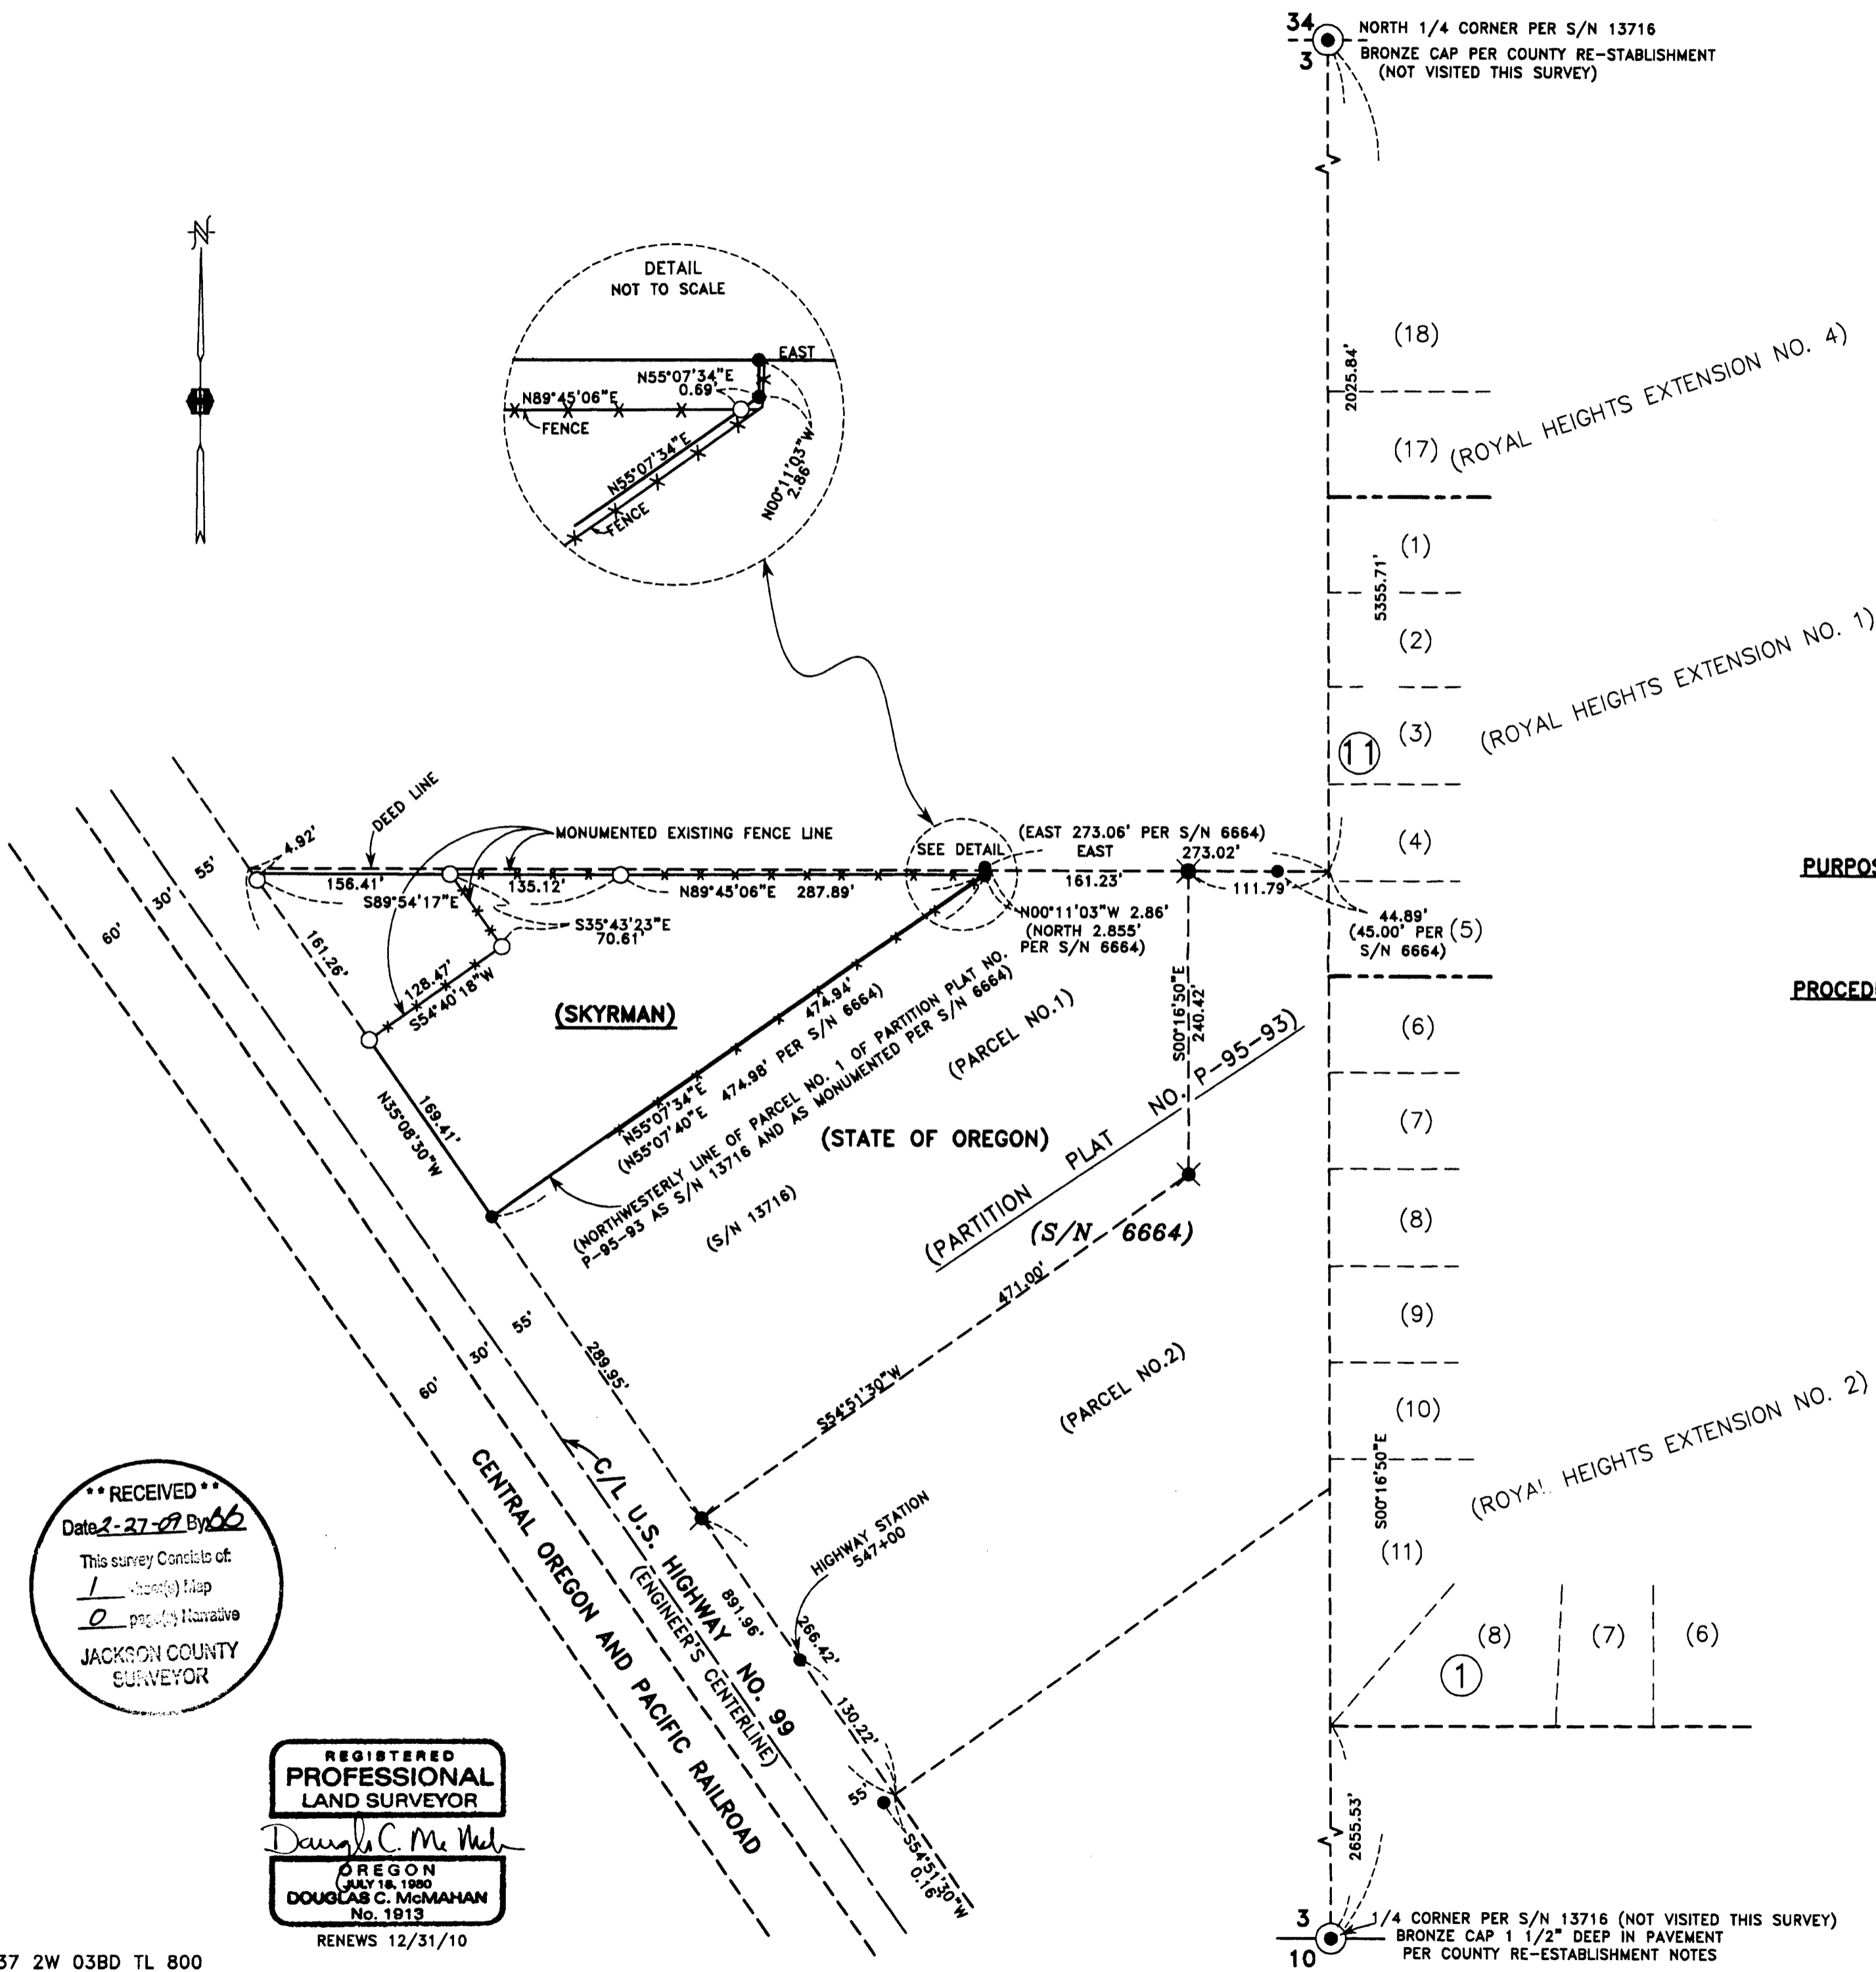 34
3
NORTH 1/4 CORNER PER S/N 13716
BRONZE CAP PER COUNTY RE-STABLISHMENT
(NOT VISITED THIS SURVEY)
N
DETAIL
NOT TO SCALE
EAST
N55°07'34"E
0.69'
N89°45'06"E
FENCE
N55°07'34"E
FENCE
N00°11'03"W
2.86'
2025.84'
(18)
(17)
(ROYAL HEIGHTS EXTENSION NO. 4)
(1)
5355.71'
(2)
(3)
(ROYAL HEIGHTS EXTENSION NO. 1)
11
(4)
(5)
DEED LINE
4.92'
MONUMENTED EXISTING FENCE LINE
SEE DETAIL
(EAST 273.06' PER S/N 6664)
EAST
273.02'
161.23'
111.79'
44.89'
(45.00' PER
S/N 6664)
156.41'
135.12'
S89°54'17"E
N89°45'06"E 287.89'
S35°43'23"E
70.61'
N00°11'03"W 2.86'
(NORTH 2.855'
PER S/N 6664)
PURPOS
PROCED
55'
30'
60'
161.26'
128.47'
S54°40'18"W
(SKYRMAN)
169.41'
N35°08'30"W
474.94'
N55°07'34"E
(N55°07'40"E 474.98' PER S/N 6664)
(NORTHWESTERLY LINE OF PARCEL NO. 1 OF PARTITION PLAT NO.
P-95-93 AS S/N 13716 AND AS MONUMENTED PER S/N 6664)
(S/N 13716)
(PARCEL NO.1)
(STATE OF OREGON)
S00°16'50"E
240.42'
(PARTITION PLAT NO. P-95-93)
(S/N 6664)
(6)
(7)
(8)
(9)
(10)
(11)
S00°16'50"E
(ROYAL HEIGHTS EXTENSION NO. 2)
471.00'
S54°51'30"W
(PARCEL NO.2)
55'
30'
60'
289.95'
C/L U.S. HIGHWAY NO. 99
(ENGINEER'S CENTERLINE)
CENTRAL OREGON AND PACIFIC RAILROAD
HIGHWAY STATION
547+00
891.96'
266.42'
130.22'
55'
S54°51'30"W
0.16'
(8)
(7)
(6)
1
2655.53'
3
10
1/4 CORNER PER S/N 13716 (NOT VISITED THIS SURVEY)
BRONZE CAP 1 1/2" DEEP IN PAVEMENT
PER COUNTY RE-ESTABLISHMENT NOTES
** RECEIVED **
Date 2-27-09 By BB
This survey Consists of:
1 sheet(s) Map
0 page(s) Narrative
JACKSON COUNTY
SURVEYOR
REGISTERED
PROFESSIONAL
LAND SURVEYOR
OREGON
JULY 18, 1980
DOUGLAS C. McMAHAN
No. 1913
RENEWS 12/31/10
37 2W 03BD TL 800